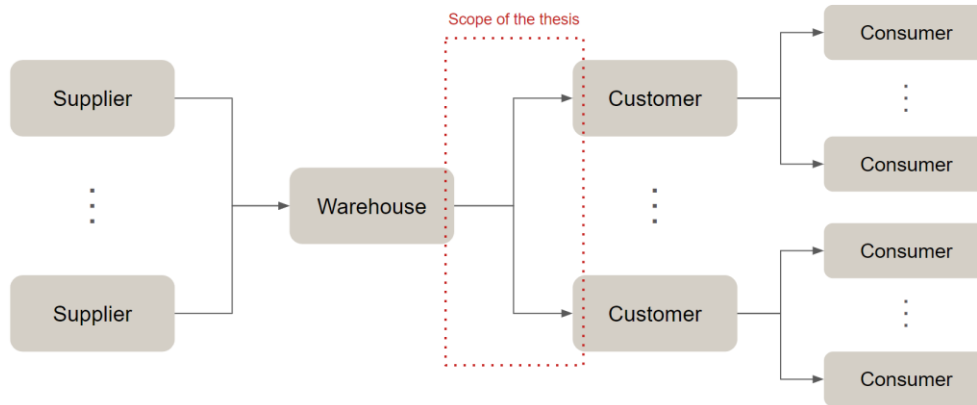 Scope of the thesis
Consumer
Supplier
Customer
Consumer
Warehouse
Consumer
Supplier
Customer
Consumer